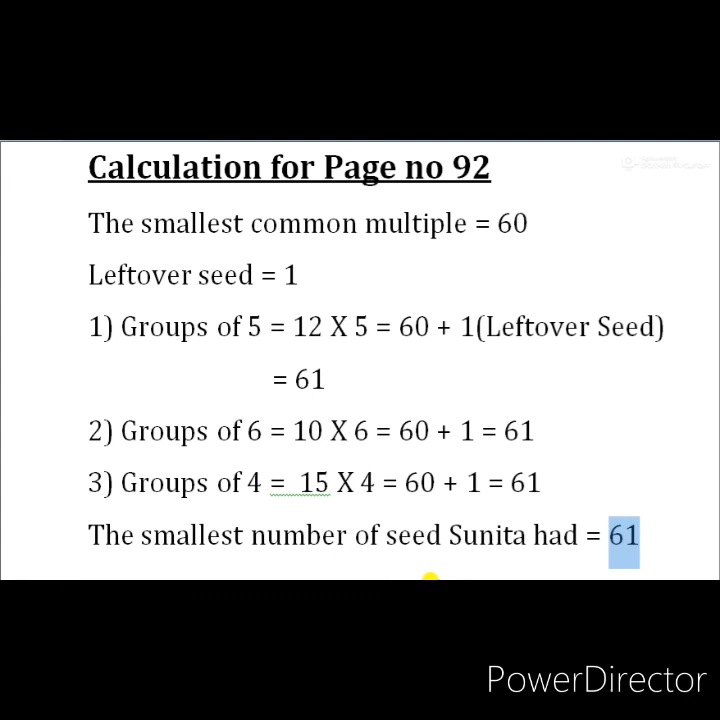 Calculation for Page no 92
The smallest common multiple = 60
Leftover seed = 1
1) Groups of 5 = 12 X 5 = 60 + 1(Leftover Seed)
= 61
2) Groups of 6 = 10 X 6 = 60 + 1 = 61
3) Groups of 4 = 15 X 4 = 60 + 1 = 61
The smallest number of seed Sunita had = 61
PowerDirector